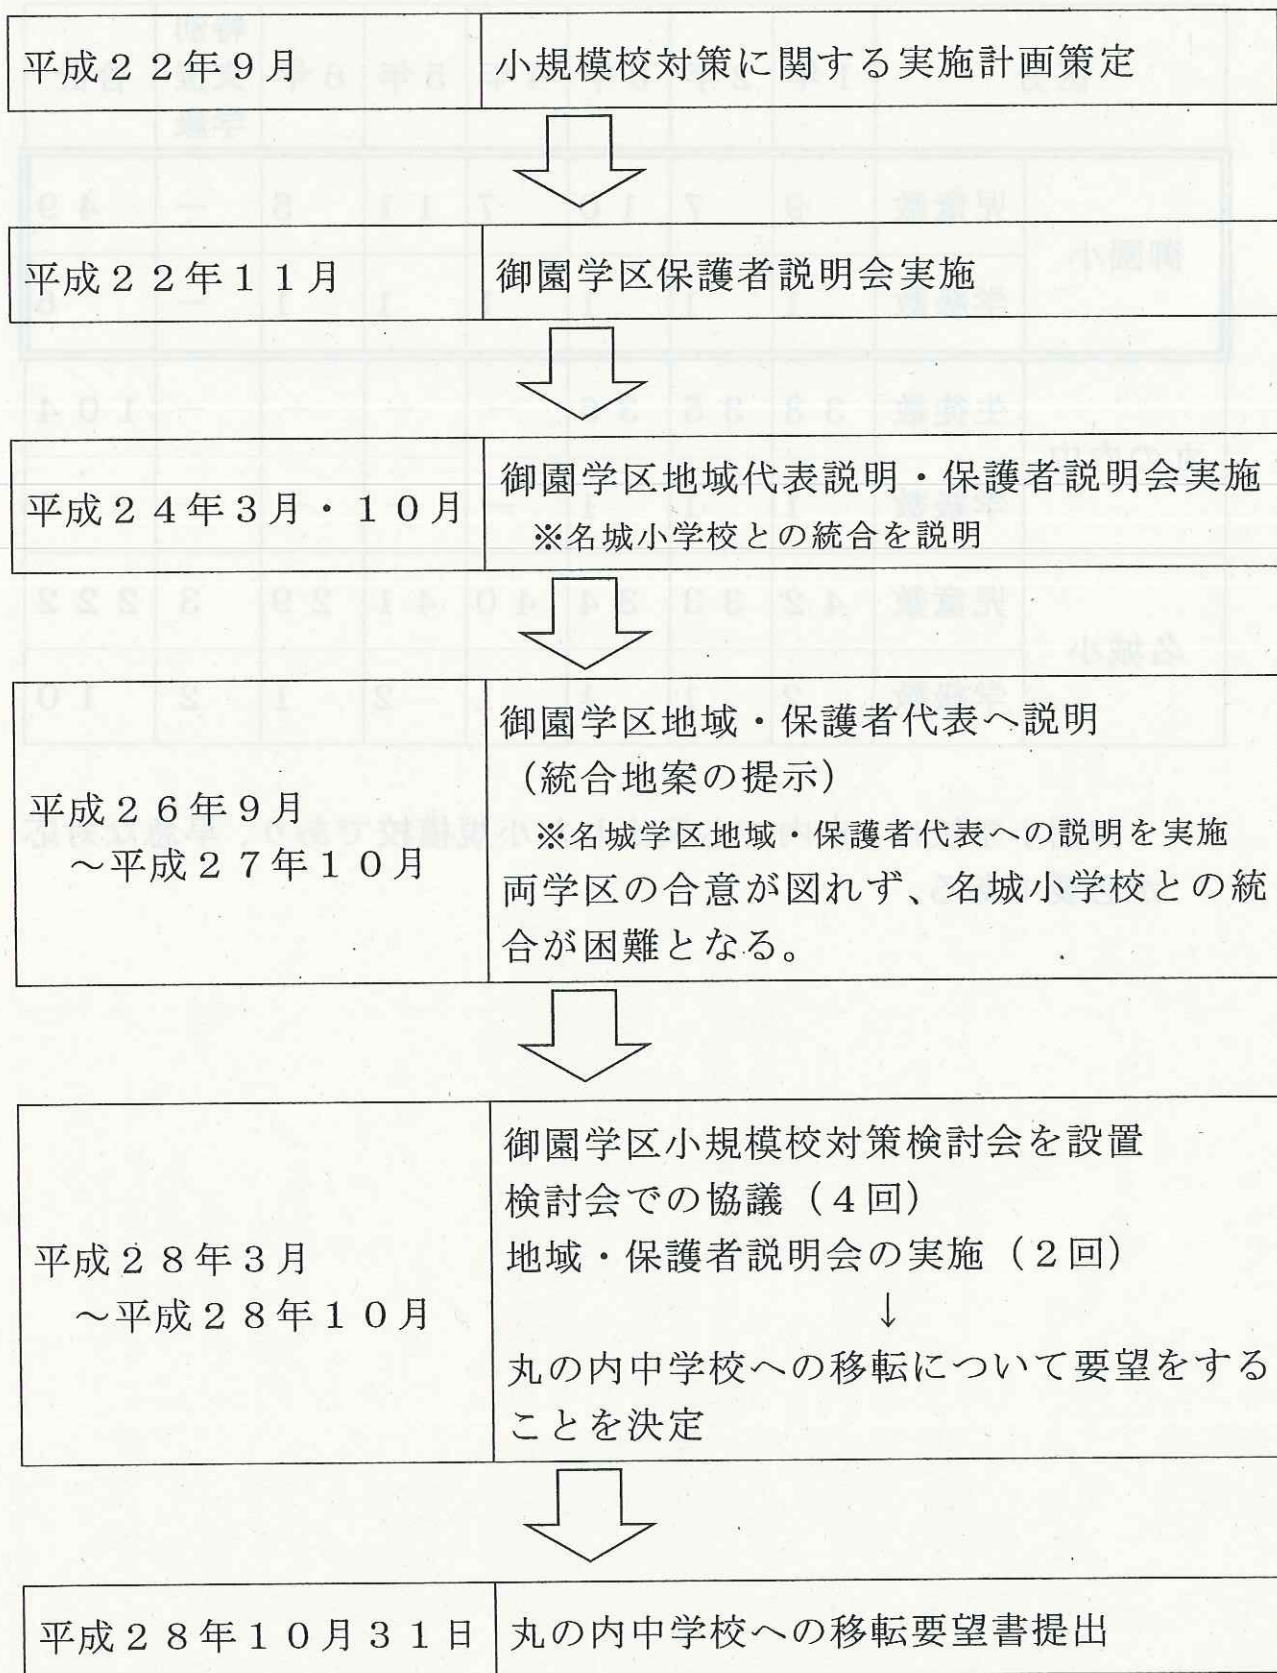 平成２２年９月
小規模校対策に関する実施計画策定
平成２２年１１月
御園学区保護者説明会実施
平成２４年３月・１０月
御園学区地域代表説明・保護者説明会実施
※名城小学校との統合を説明
平成２６年９月
～平成２７年１０月
御園学区地域・保護者代表へ説明
（統合地案の提示）
※名城学区地域・保護者代表への説明を実施
両学区の合意が図れず、名城小学校との統
合が困難となる。
平成２８年３月
～平成２８年１０月
御園学区小規模校対策検討会を設置
検討会での協議（４回）
地域・保護者説明会の実施（２回）
↓
丸の内中学校への移転について要望をする
ことを決定
平成２８年１０月３１日
丸の内中学校への移転要望書提出